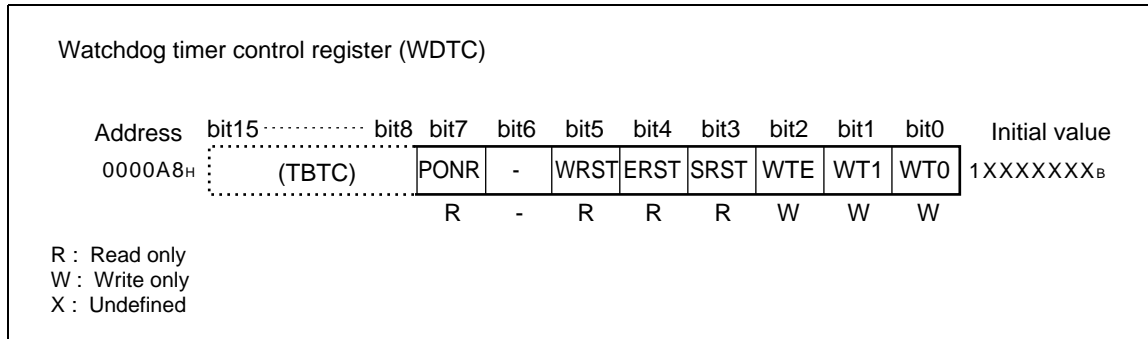 Watchdog timer control register (WDTC)
Address bit15 ············ bit8 bit7 bit6 bit5 bit4 bit3 bit2 bit1 bit0 Initial value
0000A8H (TBTC) PONR - WRST ERST SRST WTE WT1 WT0 1XXXXXXXB
R - R R R W W W
R : Read only
W : Write only
X : Undefined